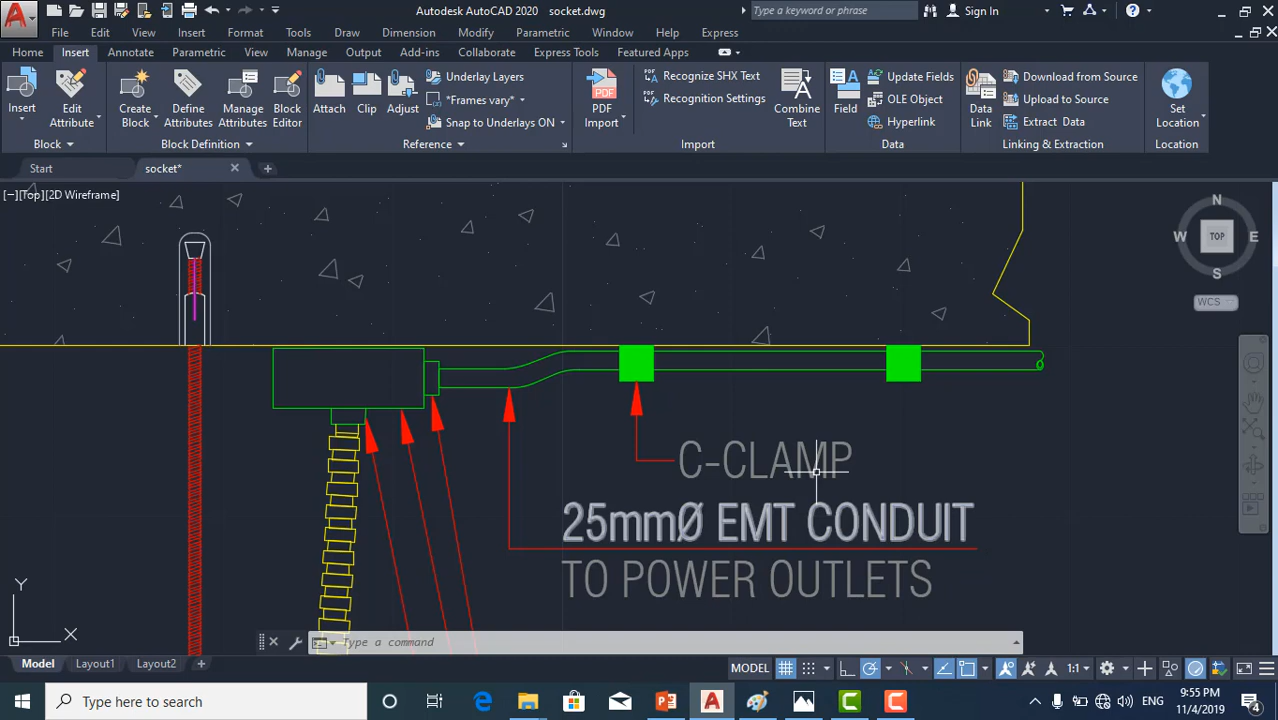 Autodesk AutoCAD 2020 socket.dwg
Type a keyword or phrase
Sign In
File Edit View Insert Format Tools Draw Dimension Modify Parametric Window Help Express
Home Insert Annotate Parametric View Manage Output Add-ins Collaborate Express Tools Featured Apps
Insert
Edit Attribute
Create Block
Define Attributes
Manage Attributes
Block Editor
Attach
Clip
Adjust
Underlay Layers
*Frames vary*
Snap to Underlays ON
PDF Import
Recognize SHX Text
Recognition Settings
Combine Text
Field
Update Fields
OLE Object
Hyperlink
Data Link
Download from Source
Upload to Source
Extract Data
Set Location
Block
Block Definition
Reference
Import
Data
Linking & Extraction
Location
Start
socket*
[−][Top][2D Wireframe]
N
W TOP E
S
WCS
C-CLAMP
25mmØ EMT CONDUIT
TO POWER OUTLETS
Y
X
Type a command
Model Layout1 Layout2
MODEL
1:1
Type here to search
ENG
9:55 PM
11/4/2019
4